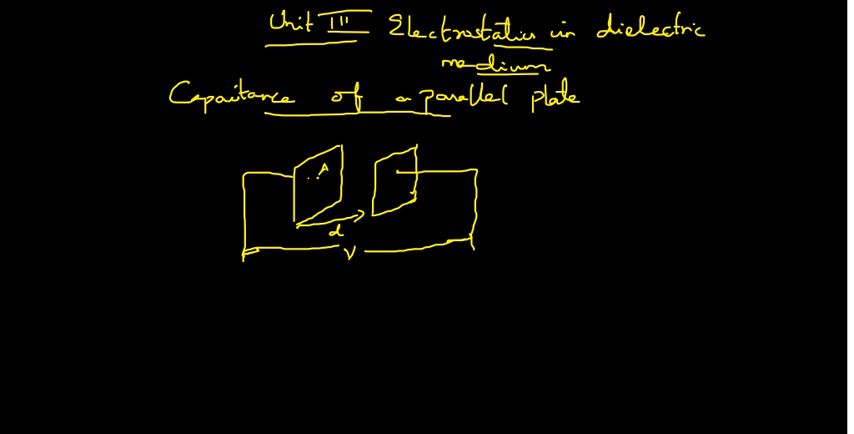 Unit III Electrostatics in dielectric
medium
Capacitance of a parallel plate
A
d
V